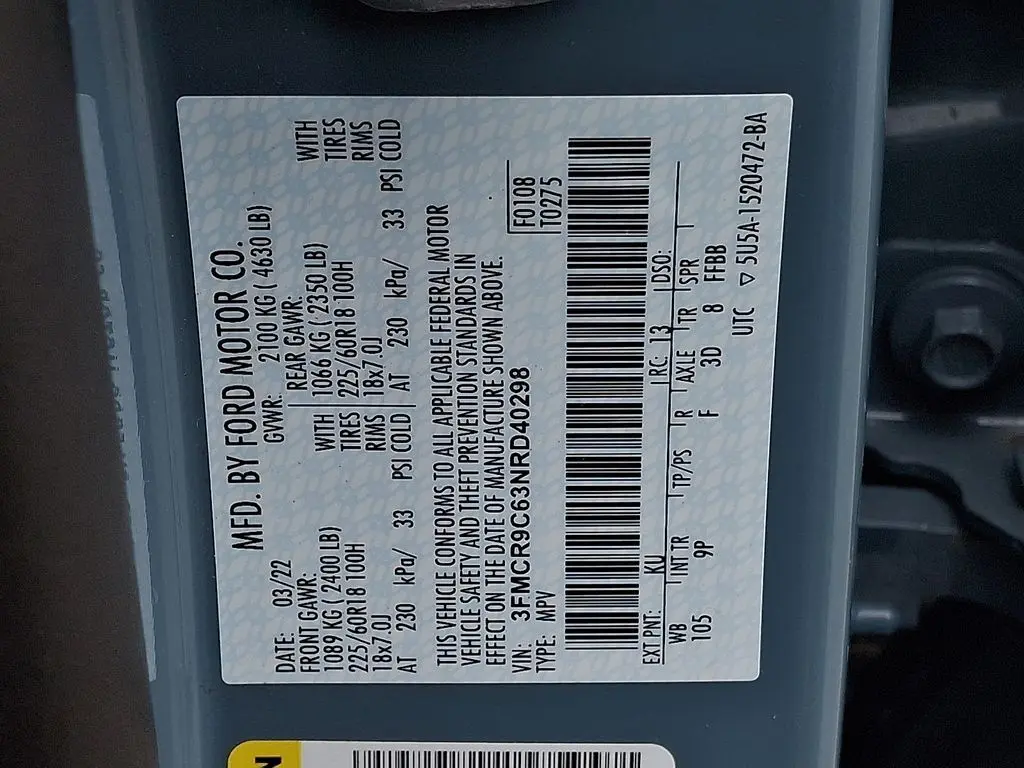 MFD. BY FORD MOTOR CO.
DATE: 03/22 GVWR: 2100 KG ( 4630 LB)
FRONT GAWR: REAR GAWR:
1089 KG ( 2400 LB) WITH 1066 KG ( 2350 LB) WITH
225/60R18 100H TIRES 225/60R18 100H TIRES
18x7.0J RIMS 18x7.0J RIMS
AT 230 kPa/ 33 PSI COLD AT 230 kPa/ 33 PSI COLD
THIS VEHICLE CONFORMS TO ALL APPLICABLE FEDERAL MOTOR
VEHICLE SAFETY AND THEFT PREVENTION STANDARDS IN
EFFECT ON THE DATE OF MANUFACTURE SHOWN ABOVE.
VIN: 3FMCR9C63NRD40298 F0108
TYPE: MPV T0275
EXT PNT: KU RC: 13 DSO:
WB INT TR TP/PS R AXLE TR SPR
105 9P F 3D 8 FFBB
UTC ▽ 5U5A-1520472-BA
N